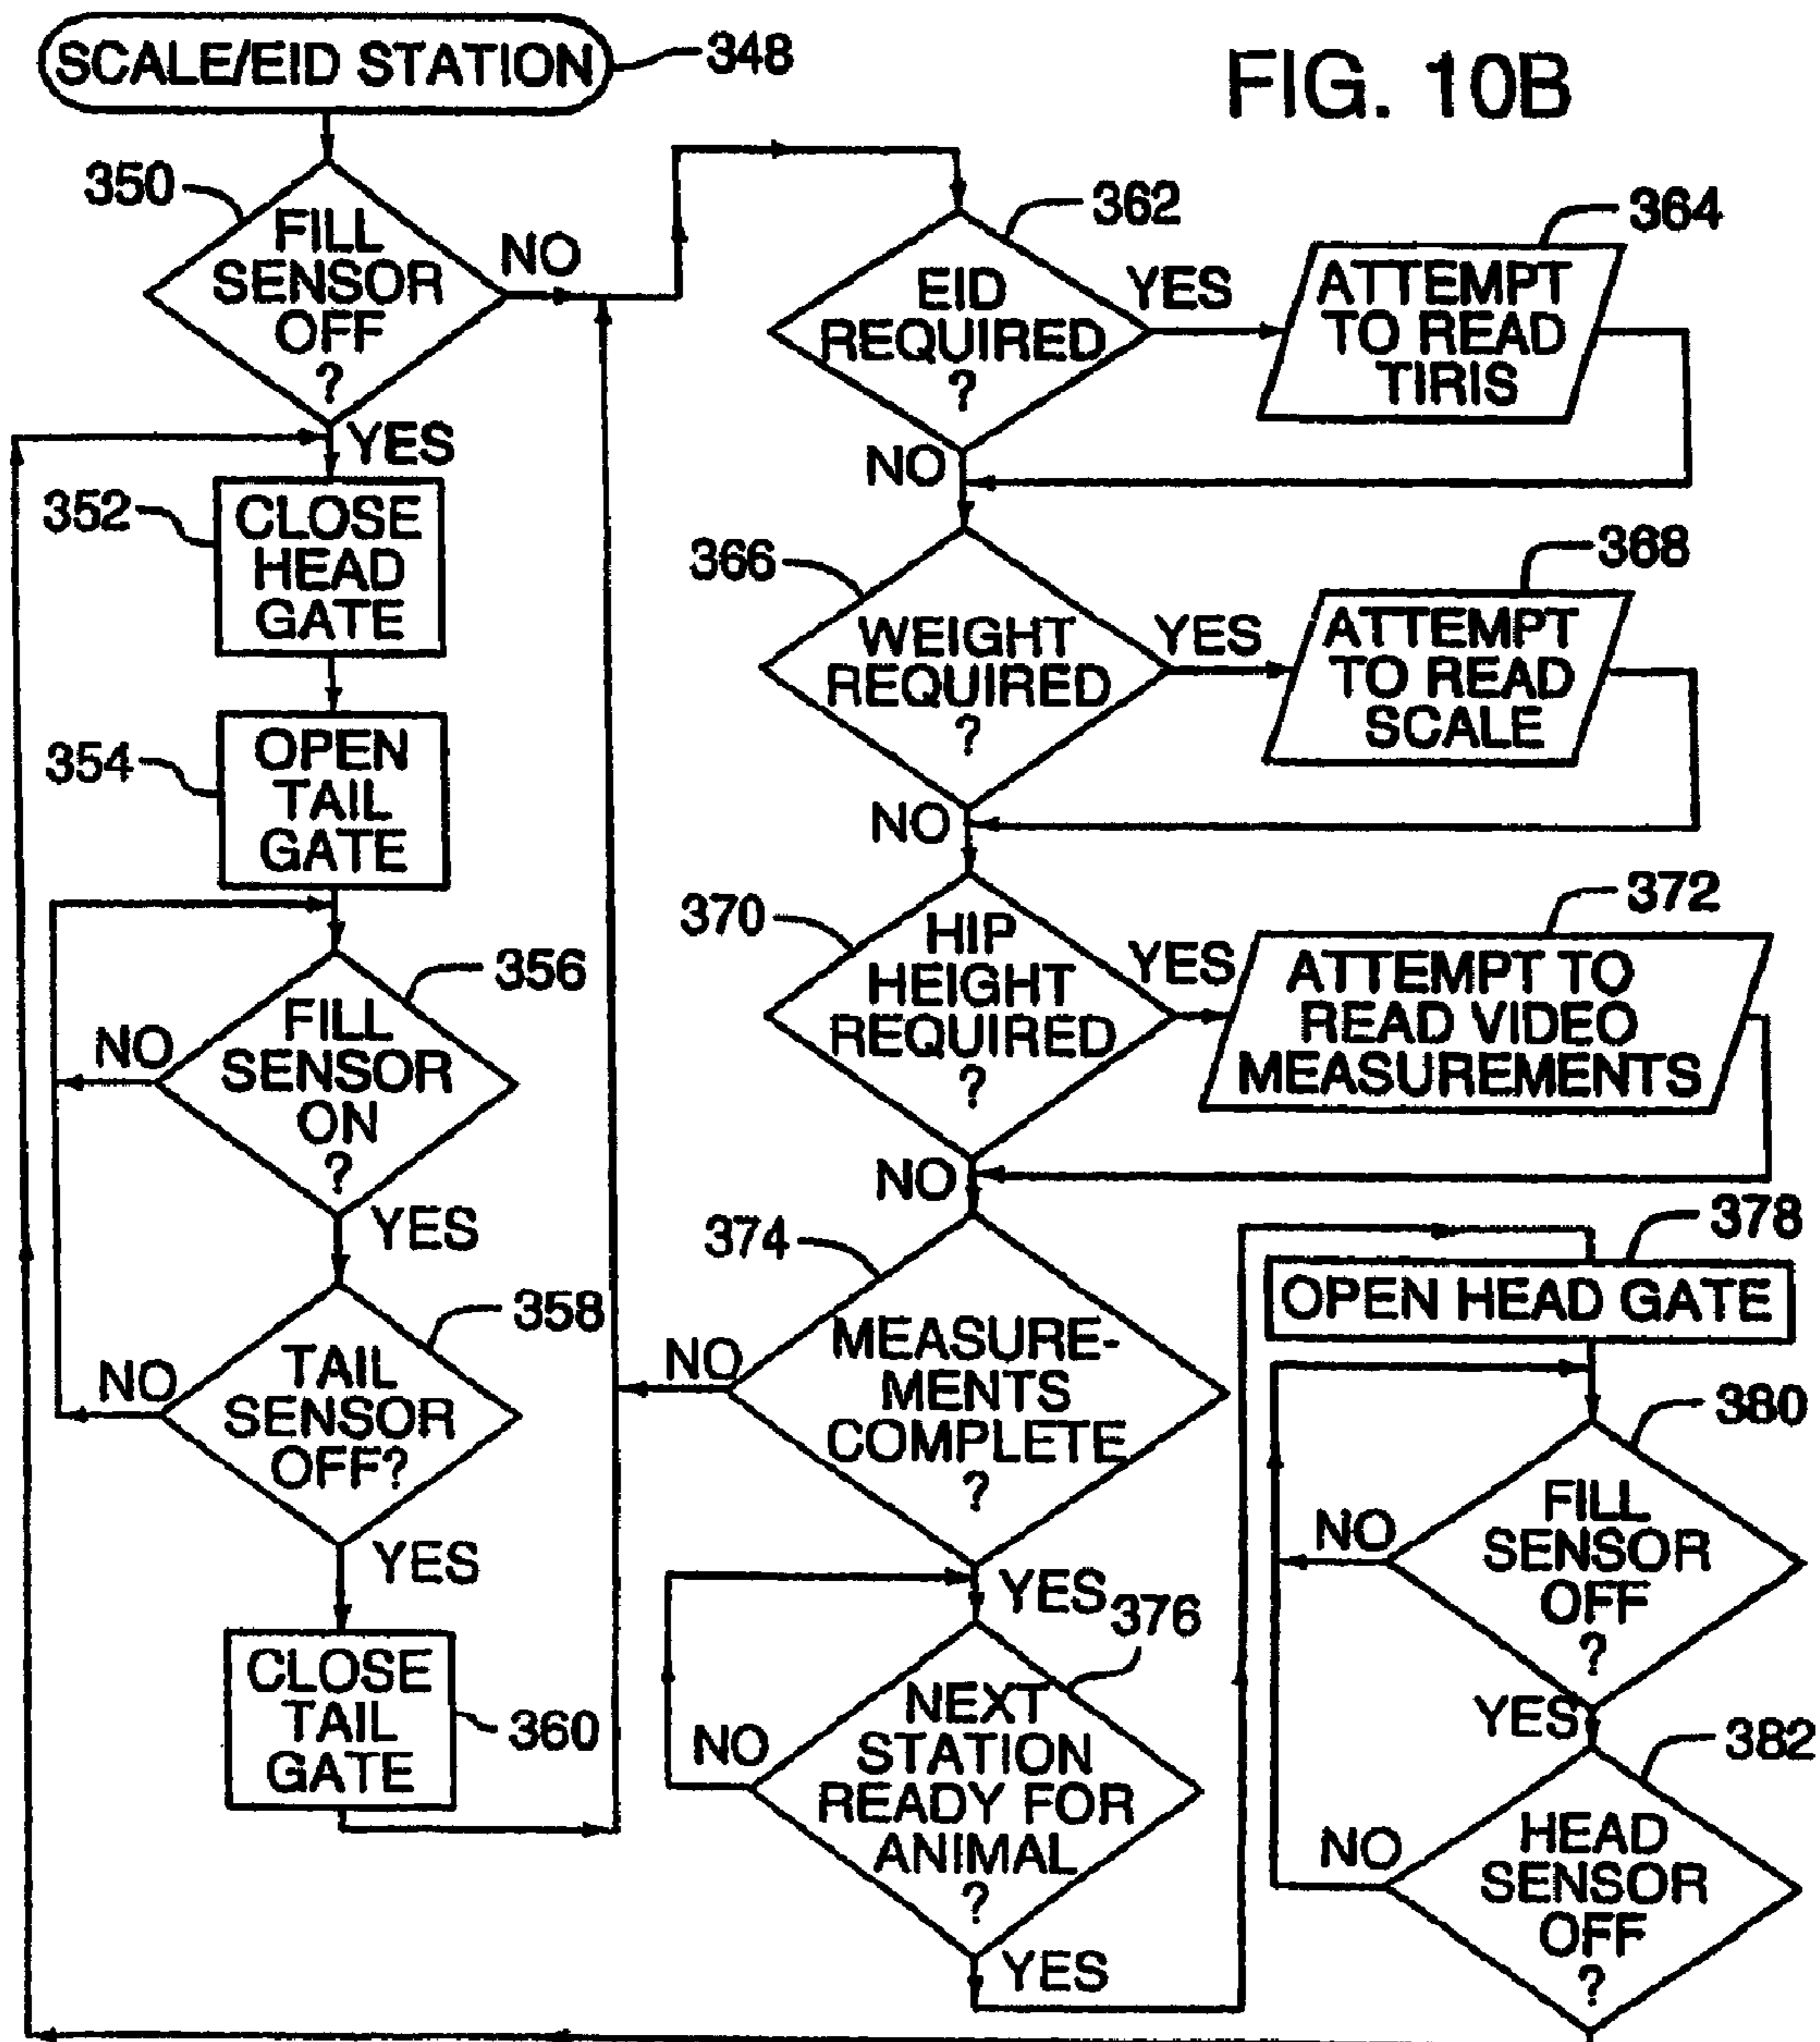 FIG. 10B
SCALE/EID STATION
348
350
FILL
SENSOR
OFF
?
NO
YES
352
CLOSE
HEAD
GATE
354
OPEN
TAIL
GATE
356
FILL
SENSOR
ON
?
NO
YES
358
TAIL
SENSOR
OFF?
NO
YES
CLOSE
TAIL
GATE
360
362
EID
REQUIRED
?
YES
NO
364
ATTEMPT
TO READ
TIRIS
366
WEIGHT
REQUIRED
?
YES
NO
368
ATTEMPT
TO READ
SCALE
370
HIP
HEIGHT
REQUIRED
?
YES
NO
372
ATTEMPT TO
READ VIDEO
MEASUREMENTS
374
MEASURE-
MENTS
COMPLETE
?
NO
YES
376
NEXT
STATION
READY FOR
ANIMAL
?
NO
YES
378
OPEN HEAD GATE
380
FILL
SENSOR
OFF
?
NO
YES
382
HEAD
SENSOR
OFF
?
NO